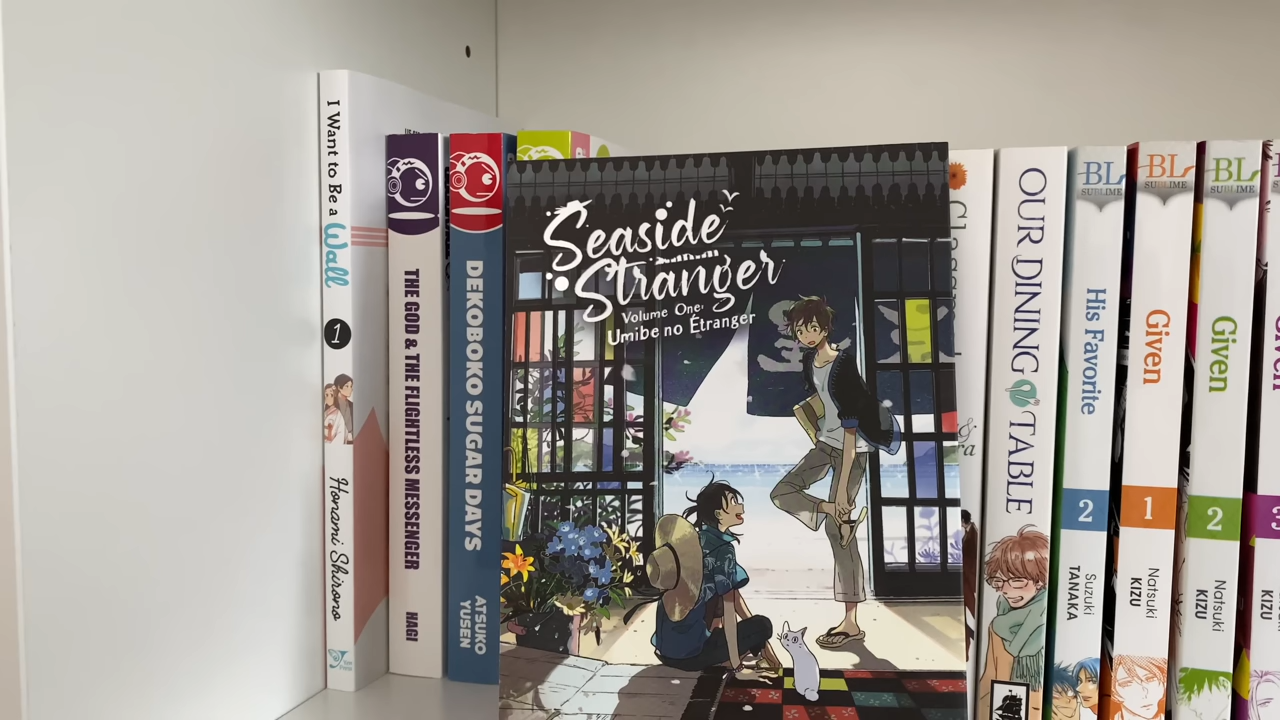 I Want to Be a
Wall
1
Honami Shirono
THE GOD & THE FLIGHTLESS MESSENGER
HAGI
DEKOBOKO SUGAR DAYS
ATSUKO
YUSEN
Seaside
Stranger
Volume One:
Umibe no Étranger
&
OUR DINING TABLE
BL
SUBLIME
His Favorite
2
Suzuki
TANAKA
BL
SUBLIME
Given
1
Natsuki
KIZU
BL
SUBLIME
Given
2
Natsuki
KIZU
3